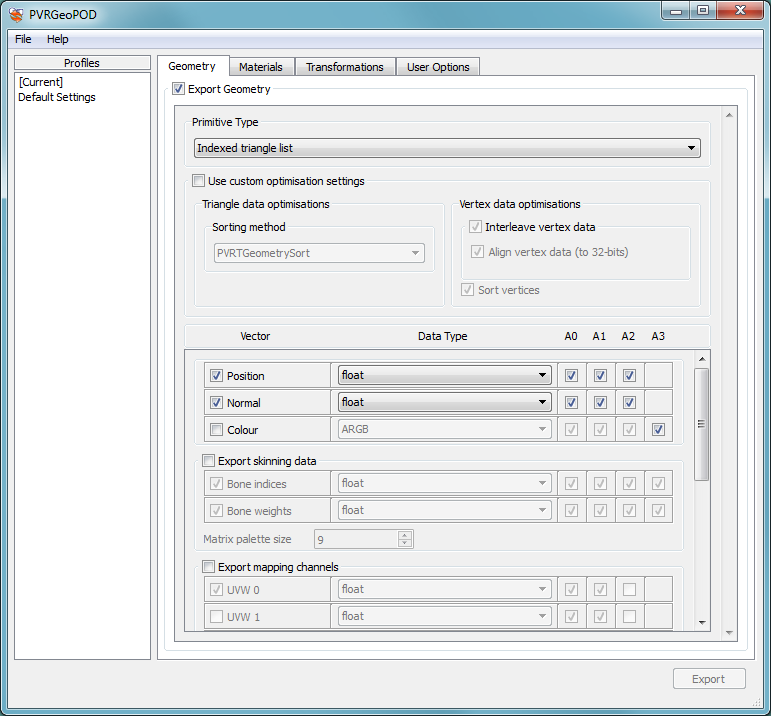 PVRGeoPOD
File Help
Profiles
[Current]
Default Settings
Geometry Materials Transformations User Options
Export Geometry
Primitive Type
Indexed triangle list
Use custom optimisation settings
Triangle data optimisations
Sorting method
PVRTGeometrySort
Vertex data optimisations
Interleave vertex data
Align vertex data (to 32-bits)
Sort vertices
Vector Data Type A0 A1 A2 A3
Position float
Normal float
Colour ARGB
Export skinning data
Bone indices float
Bone weights float
Matrix palette size 9
Export mapping channels
UVW 0 float
UVW 1 float
Export